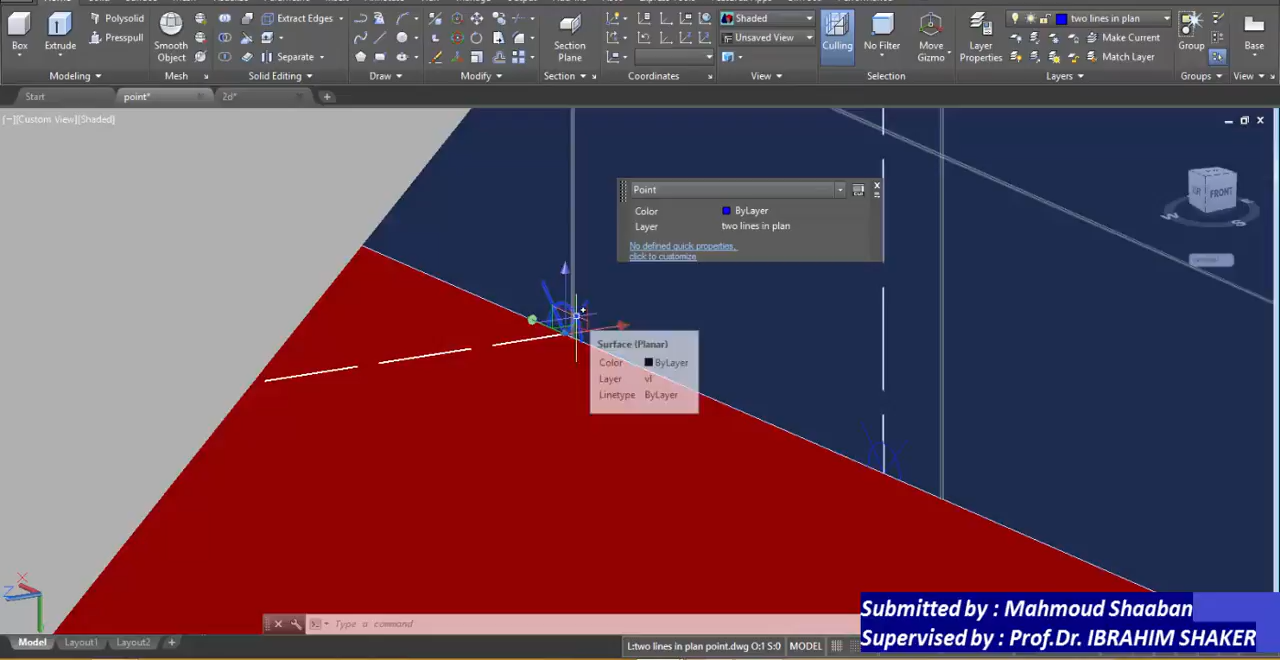 Box
Extrude
Polysolid
Presspull
Smooth
Object
Extract Edges
Separate
Section
Plane
Shaded
Unsaved View
Culling
No Filter
Move
Gizmo
Layer
Properties
two lines in plan
Make Current
Match Layer
Group
Base
Modeling
Mesh
Solid Editing
Draw
Modify
Section
Coordinates
View
Selection
Layers
Groups
View
Start
point*
2d*
[−][Custom View][Shaded]
FRONT
W
S
Point
Color ByLayer
Layer two lines in plan
No defined quick properties,
click to customize
Surface (Planar)
Color ByLayer
Layer vl
Linetype ByLayer
X
Z
Type a command
Submitted by : Mahmoud Shaaban
Supervised by : Prof.Dr. IBRAHIM SHAKER
Model
Layout1
Layout2
L:two lines in plan point.dwg O:1 S:0
MODEL